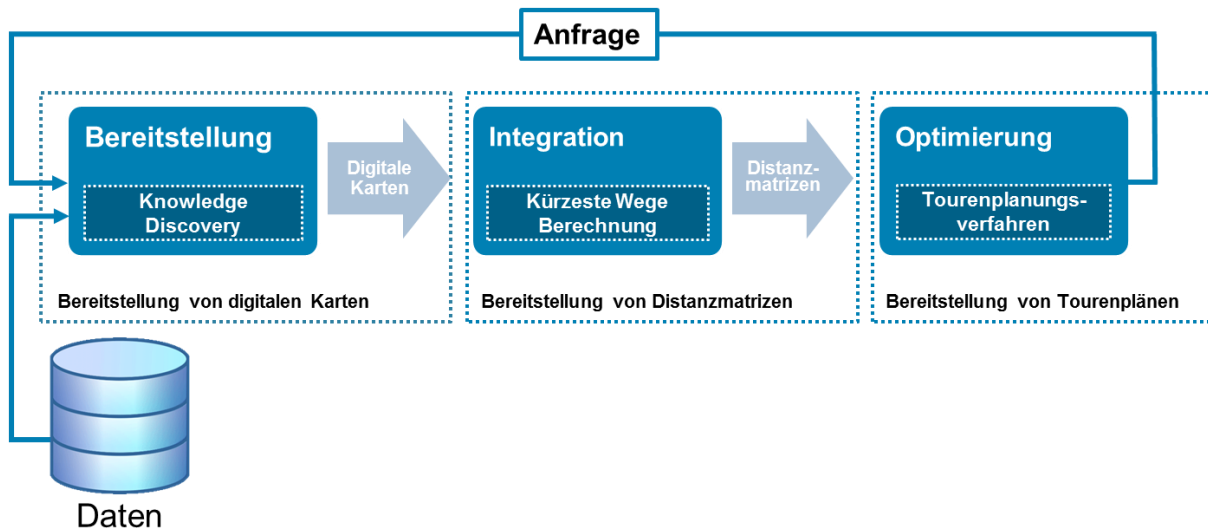 Anfrage
Bereitstellung
Knowledge
Discovery
Digitale
Karten
Bereitstellung von digitalen Karten
Integration
Kürzeste Wege
Berechnung
Distanz-
matrizen
Bereitstellung von Distanzmatrizen
Optimierung
Tourenplanungs-
verfahren
Bereitstellung von Tourenplänen
Daten